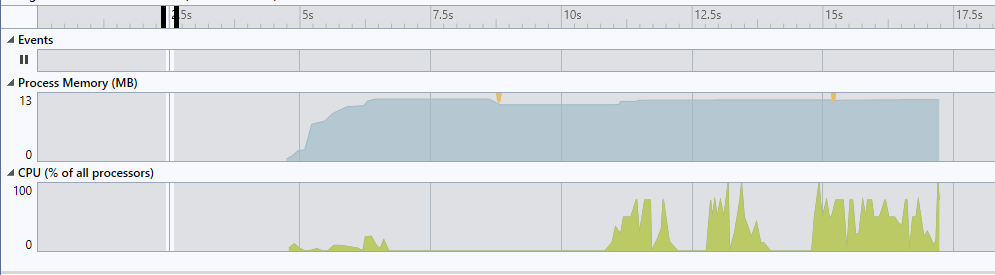 2.5s 5s 7.5s 10s 12.5s 15s 17.5s
Events
Process Memory (MB)
13
0
CPU (% of all processors)
100
0